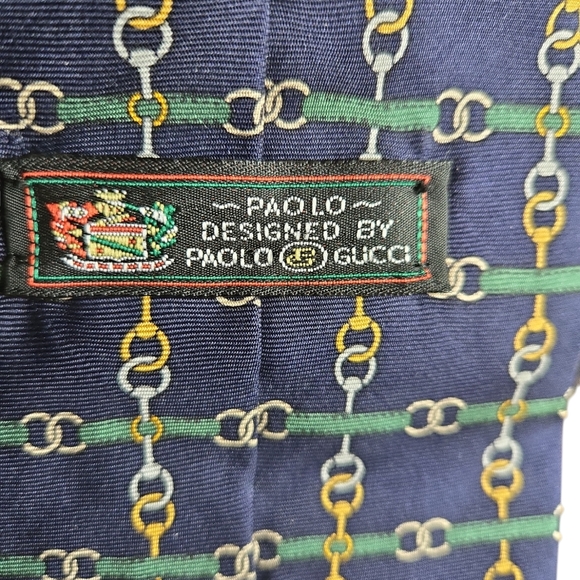 ~ PAOLO ~
DESIGNED BY
PAOLO GUCCI